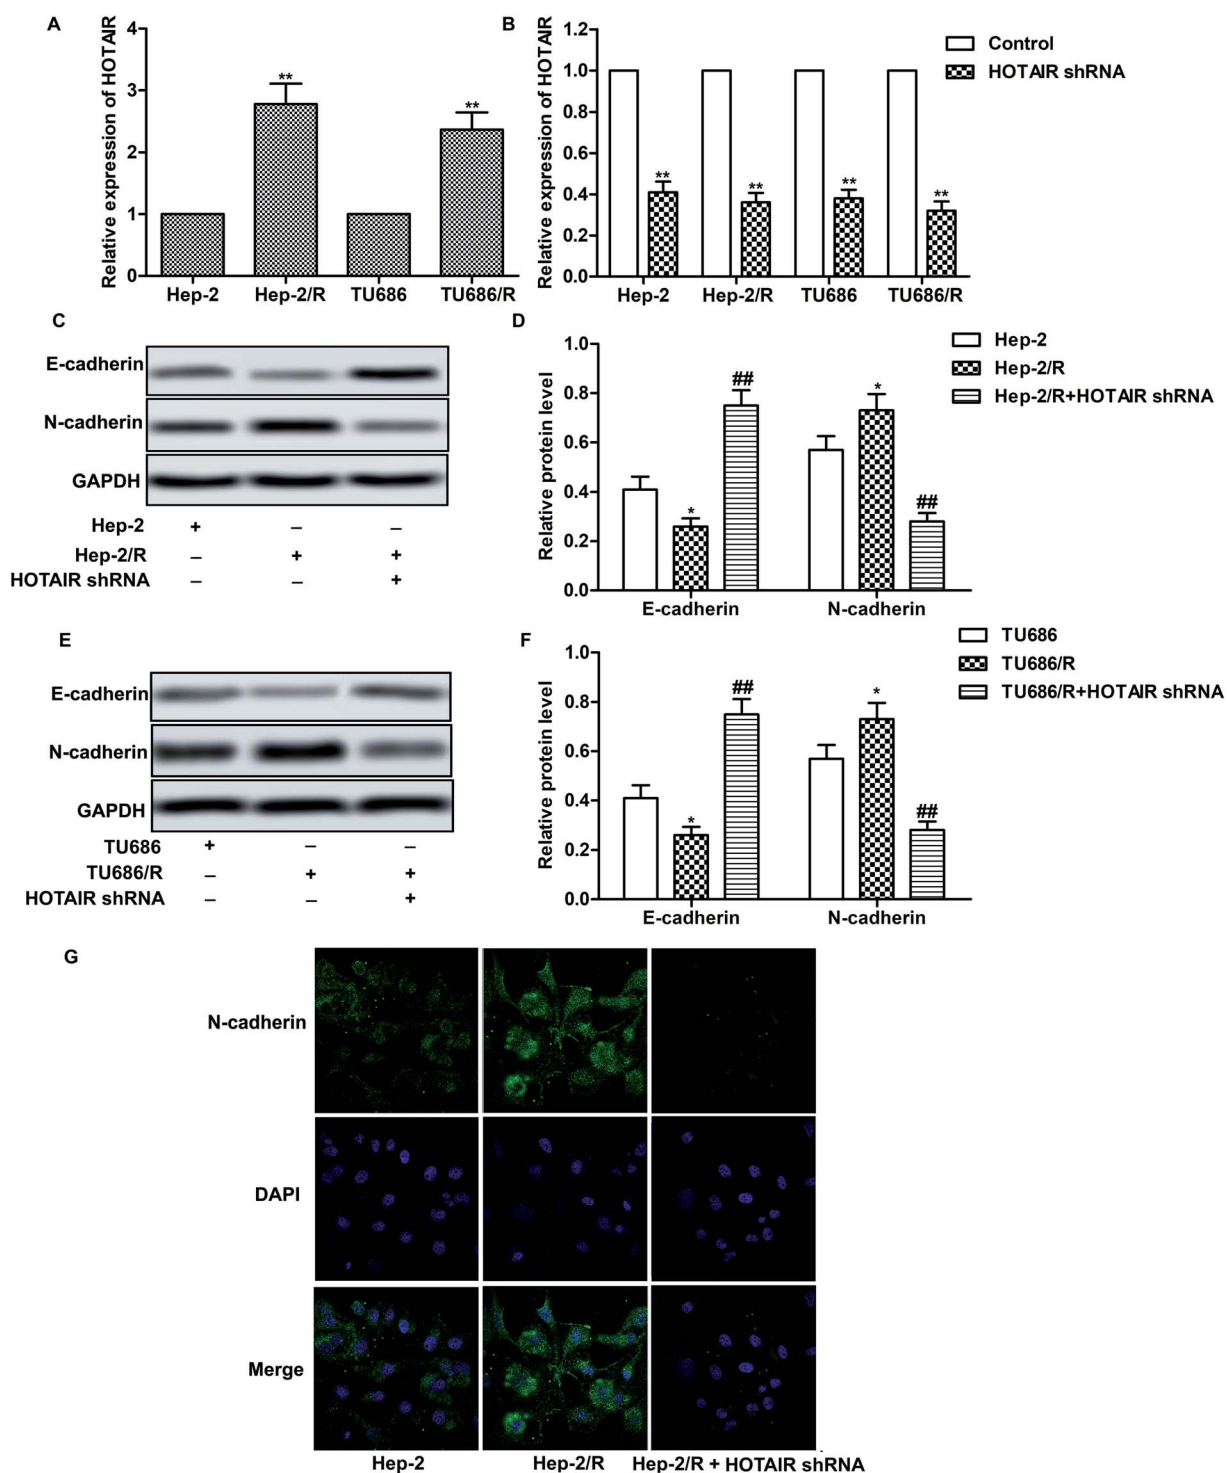 A
Relative expression of HOTAIR
4
3
2
1
0
**
**
Hep-2 Hep-2/R TU686 TU686/R
B
Relative expression of HOTAIR
1.2
1.0
0.8
0.6
0.4
0.2
0.0
** ** ** **
Hep-2 Hep-2/R TU686 TU686/R
Control
HOTAIR shRNA
C
E-cadherin
N-cadherin
GAPDH
Hep-2 + – –
Hep-2/R – + +
HOTAIR shRNA – – +
D
Relative protein level
1.0
0.8
0.6
0.4
0.2
0.0
* ## * ##
E-cadherin N-cadherin
Hep-2
Hep-2/R
Hep-2/R+HOTAIR shRNA
E
E-cadherin
N-cadherin
GAPDH
TU686 + – –
TU686/R – + +
HOTAIR shRNA – – +
F
Relative protein level
1.0
0.8
0.6
0.4
0.2
0.0
* ## * ##
E-cadherin N-cadherin
TU686
TU686/R
TU686/R+HOTAIR shRNA
G
N-cadherin
DAPI
Merge
Hep-2 Hep-2/R Hep-2/R + HOTAIR shRNA